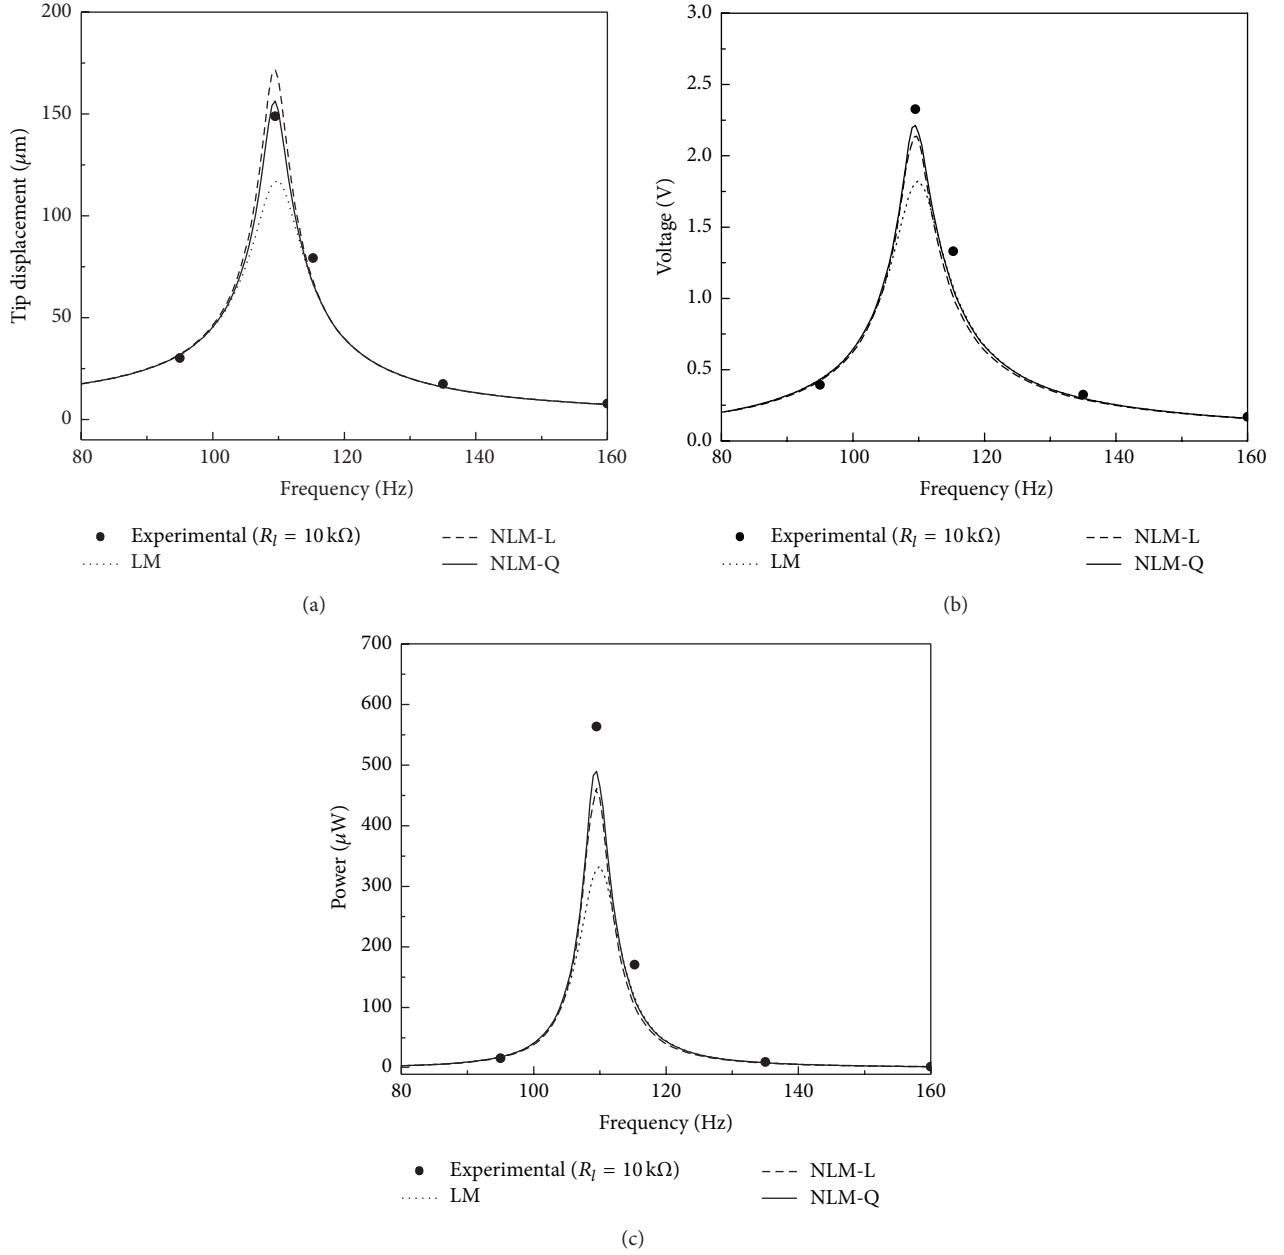 200
150
100
50
0
Tip displacement (μm)
80 100 120 140 160
Frequency (Hz)
Experimental (R_l = 10 kΩ)
LM
NLM-L
NLM-Q
(a)
3.0
2.5
2.0
1.5
1.0
0.5
0.0
Voltage (V)
80 100 120 140 160
Frequency (Hz)
Experimental (R_l = 10 kΩ)
LM
NLM-L
NLM-Q
(b)
700
600
500
400
300
200
100
0
Power (μW)
80 100 120 140 160
Frequency (Hz)
Experimental (R_l = 10 kΩ)
LM
NLM-L
NLM-Q
(c)